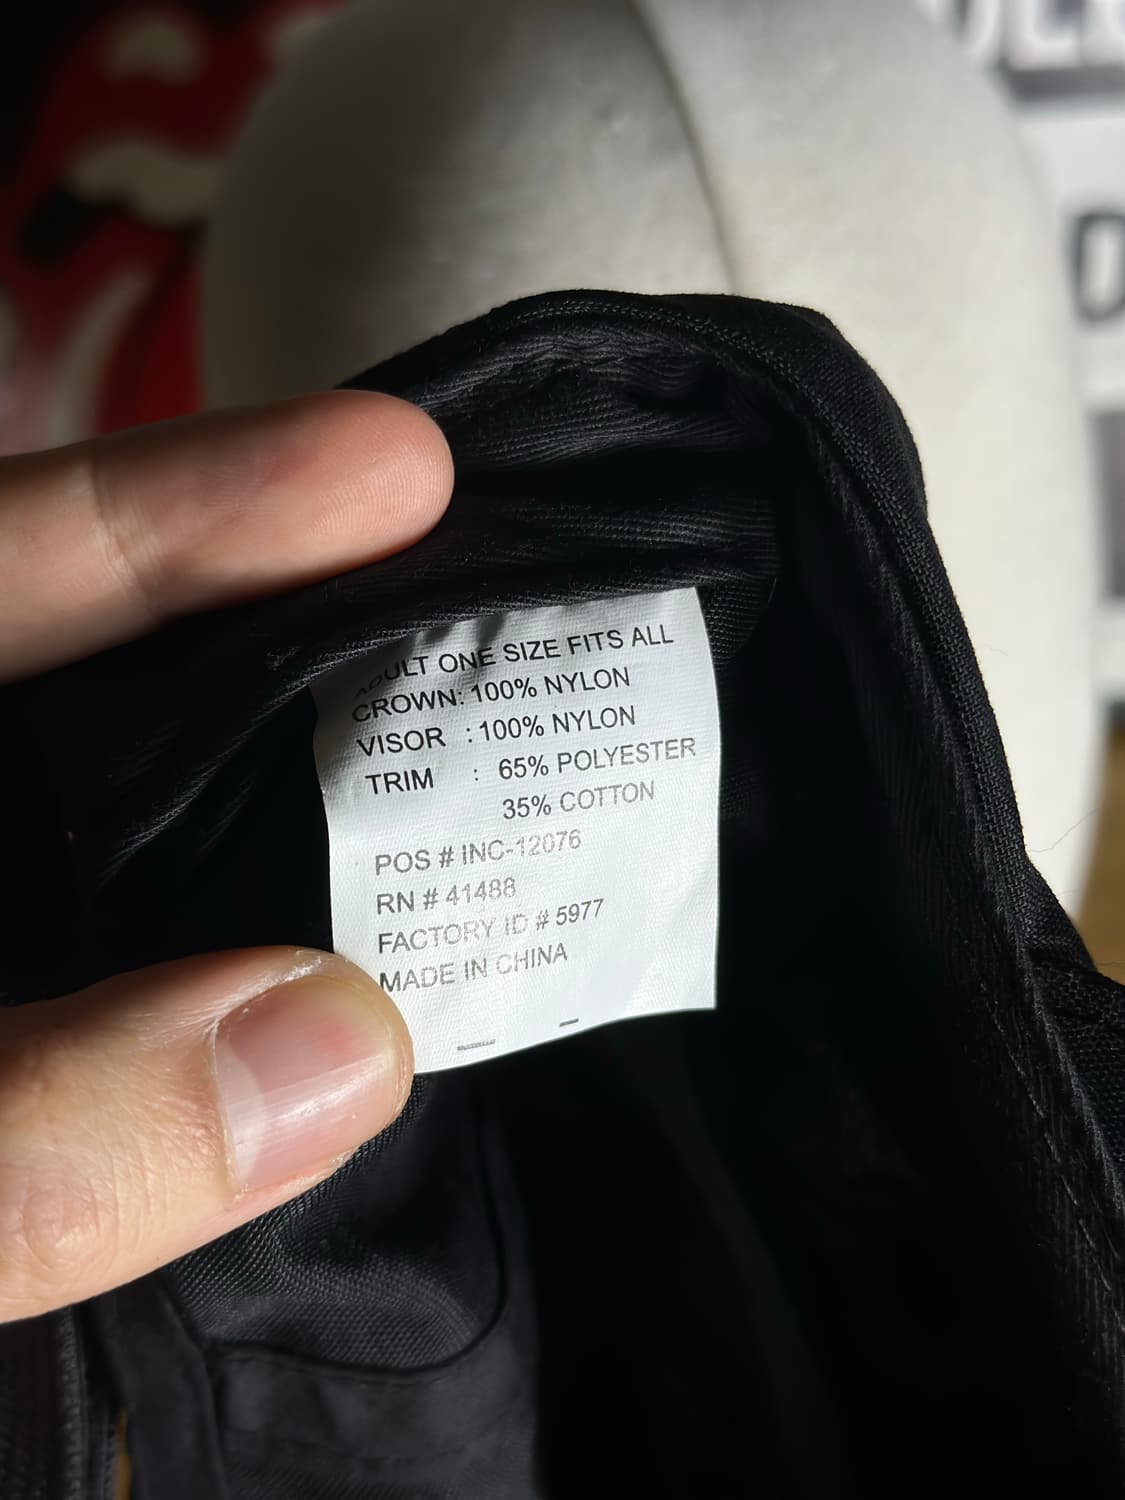 ADULT ONE SIZE FITS ALL
CROWN: 100% NYLON
VISOR : 100% NYLON
TRIM : 65% POLYESTER
35% COTTON
POS # INC-12076
RN # 41488
FACTORY ID # 5977
MADE IN CHINA